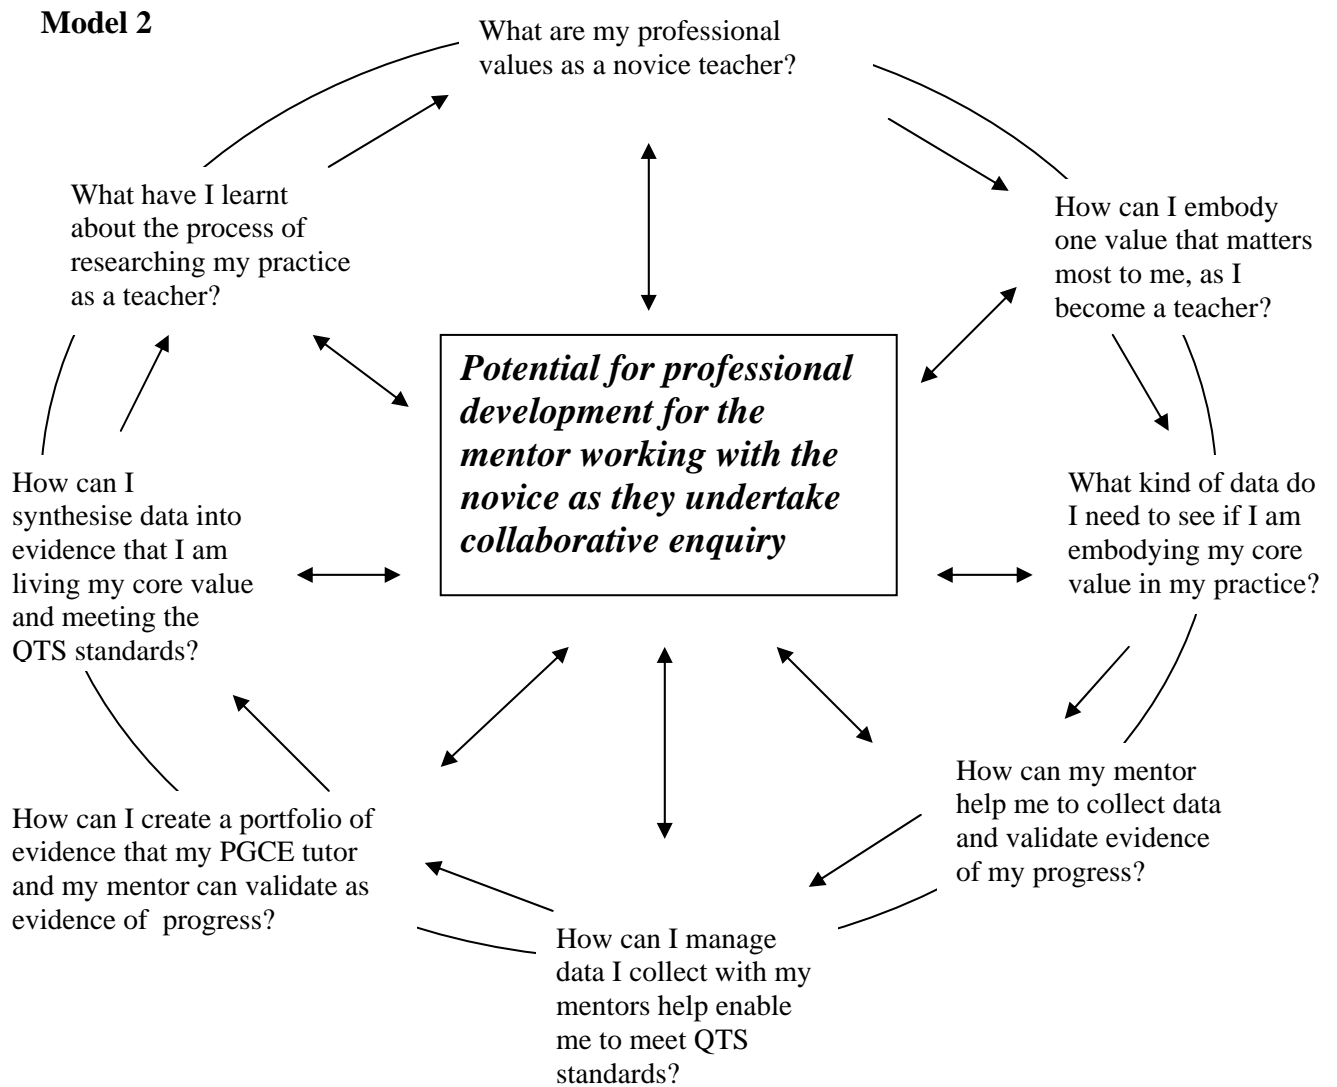 Model 2
What are my professional
values as a novice teacher?
How can I embody
one value that matters
most to me, as I
become a teacher?
What kind of data do
I need to see if I am
embodying my core
value in my practice?
How can my mentor
help me to collect data
and validate evidence
of my progress?
How can I manage
data I collect with my
mentors help enable
me to meet QTS
standards?
How can I create a portfolio of
evidence that my PGCE tutor
and my mentor can validate as
evidence of progress?
How can I
synthesise data into
evidence that I am
living my core value
and meeting the
QTS standards?
What have I learnt
about the process of
researching my practice
as a teacher?
Potential for professional
development for the
mentor working with the
novice as they undertake
collaborative enquiry